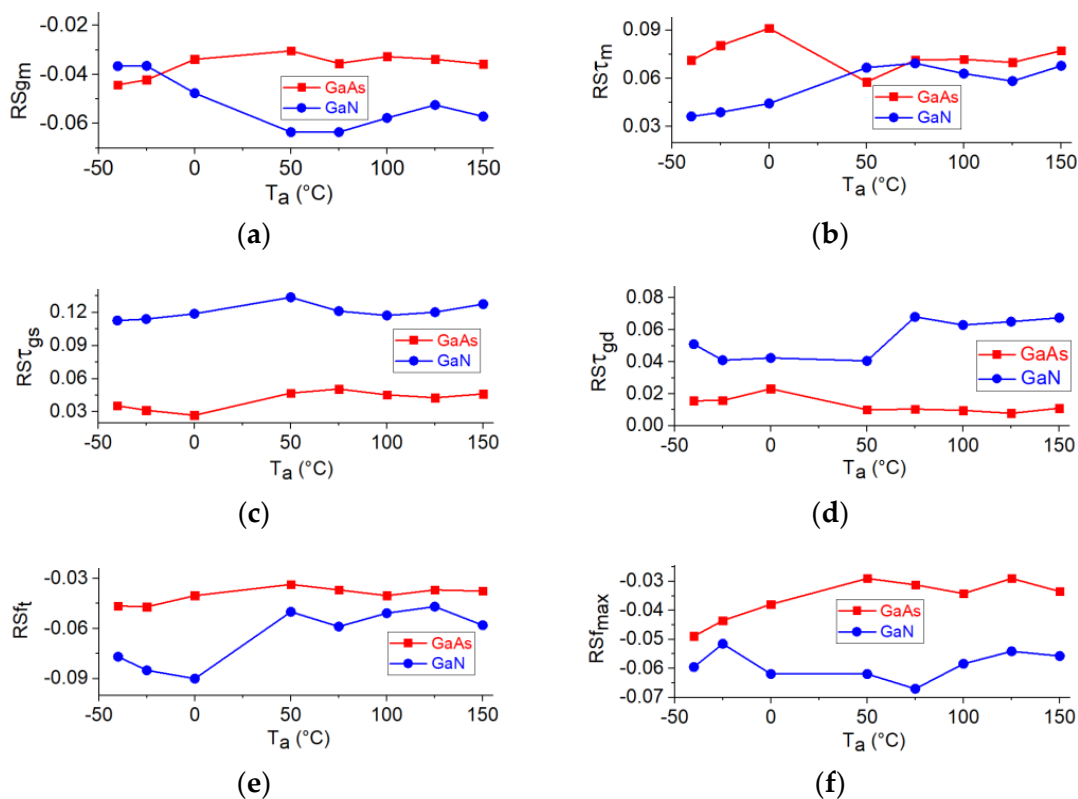 -0.02
-0.04
-0.06
RSgm
GaAs
GaN
-50 0 50 100 150
Ta (°C)
(a)
0.09
0.06
0.03
RSτm
GaAs
GaN
-50 0 50 100 150
Ta (°C)
(b)
0.12
0.09
0.06
0.03
RSτgs
GaAs
GaN
-50 0 50 100 150
Ta (°C)
(c)
0.08
0.06
0.04
0.02
0.00
RSτgd
GaAs
GaN
-50 0 50 100 150
Ta (°C)
(d)
-0.03
-0.06
-0.09
RSft
GaAs
GaN
-50 0 50 100 150
Ta (°C)
(e)
-0.03
-0.04
-0.05
-0.06
-0.07
RSfmax
GaAs
GaN
-50 0 50 100 150
Ta (°C)
(f)